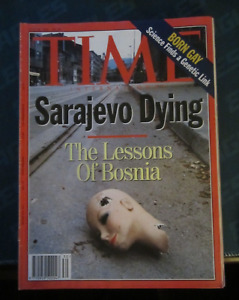 BORN GAY
Science Finds a Genetic Link
TIME
Sarajevo Dying
The Lessons
Of Bosnia